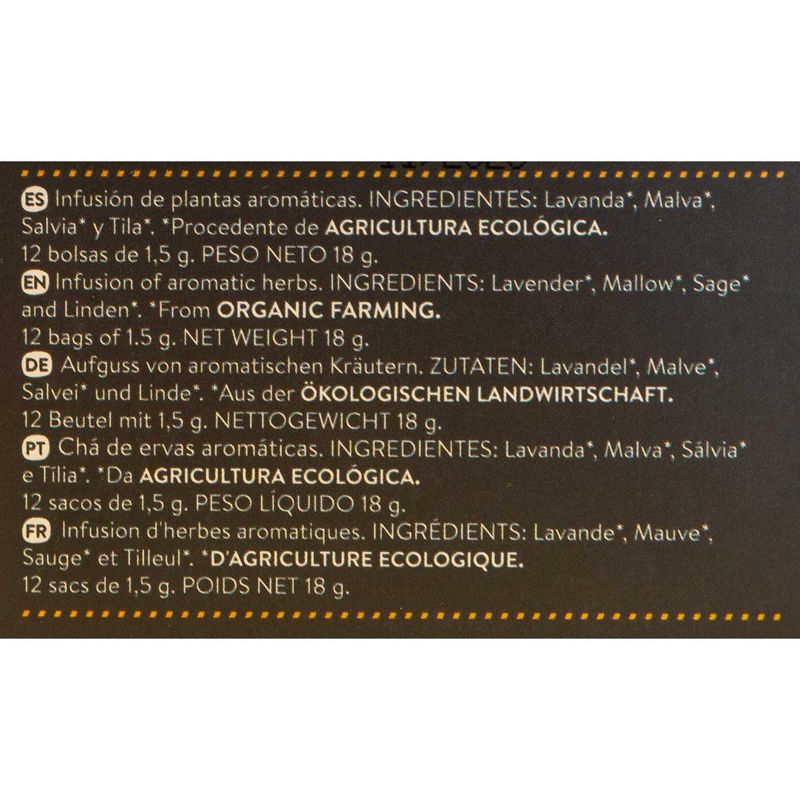 ES Infusión de plantas aromáticas. INGREDIENTES: Lavanda*, Malva*,
Salvia* y Tila*. *Procedente de AGRICULTURA ECOLÓGICA.
12 bolsas de 1,5 g. PESO NETO 18 g.
EN Infusion of aromatic herbs. INGREDIENTS: Lavender*, Mallow*, Sage*
and Linden*. *From ORGANIC FARMING.
12 bags of 1.5 g. NET WEIGHT 18 g.
DE Aufguss von aromatischen Kräutern. ZUTATEN: Lavandel*, Malve*,
Salvei* und Linde*. *Aus der ÖKOLOGISCHEN LANDWIRTSCHAFT.
12 Beutel mit 1,5 g. NETTOGEWICHT 18 g.
PT Chá de ervas aromáticas. INGREDIENTES: Lavanda*, Malva*, Sálvia*
e Tília*. *Da AGRICULTURA ECOLÓGICA.
12 sacos de 1,5 g. PESO LÍQUIDO 18 g.
FR Infusion d'herbes aromatiques. INGRÉDIENTS: Lavande*, Mauve*,
Sauge* et Tilleul*. *D'AGRICULTURE ECOLOGIQUE.
12 sacs de 1,5 g. POIDS NET 18 g.